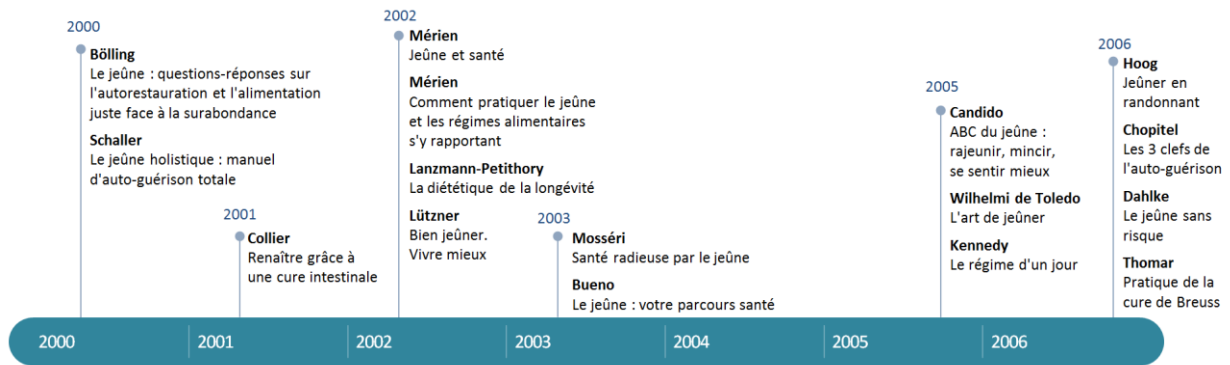 2000
Bölling
Le jeûne : questions-réponses sur
l'autorestauration et l'alimentation
juste face à la surabondance
Schaller
Le jeûne holistique : manuel
d'auto-guérison totale
2001
Collier
Renaître grâce à
une cure intestinale
2002
Mérien
Jeûne et santé
Mérien
Comment pratiquer le jeûne
et les régimes alimentaires
s'y rapportant
Lanzmann-Petithory
La diététique de la longévité
Lützner
Bien jeûner.
Vivre mieux
2003
Mosséri
Santé radieuse par le jeûne
Bueno
Le jeûne : votre parcours santé
2005
Candido
ABC du jeûne :
rajeunir, mincir,
se sentir mieux
Wilhelmi de Toledo
L'art de jeûner
Kennedy
Le régime d'un jour
2006
Hoog
Jeûner en
randonnant
Chopitel
Les 3 clefs de
l'auto-guérison
Dahlke
Le jeûne sans
risque
Thomar
Pratique de la
cure de Breuss
2000 2001 2002 2003 2004 2005 2006